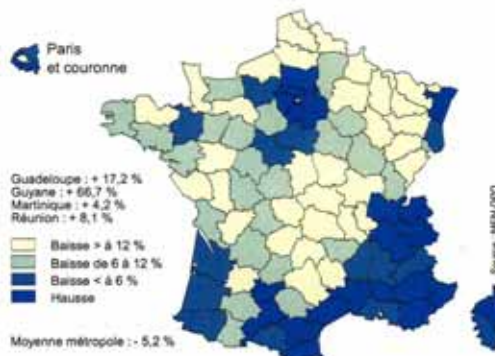 Paris
et couronne
Guadeloupe : + 17,2 %
Guyane : + 66,7 %
Martinique : + 4,2 %
Réunion : + 8,1 %
Baisse > à 12 %
Baisse de 6 à 12 %
Baisse < à 6 %
Hausse
Moyenne métropole : - 5,2 %